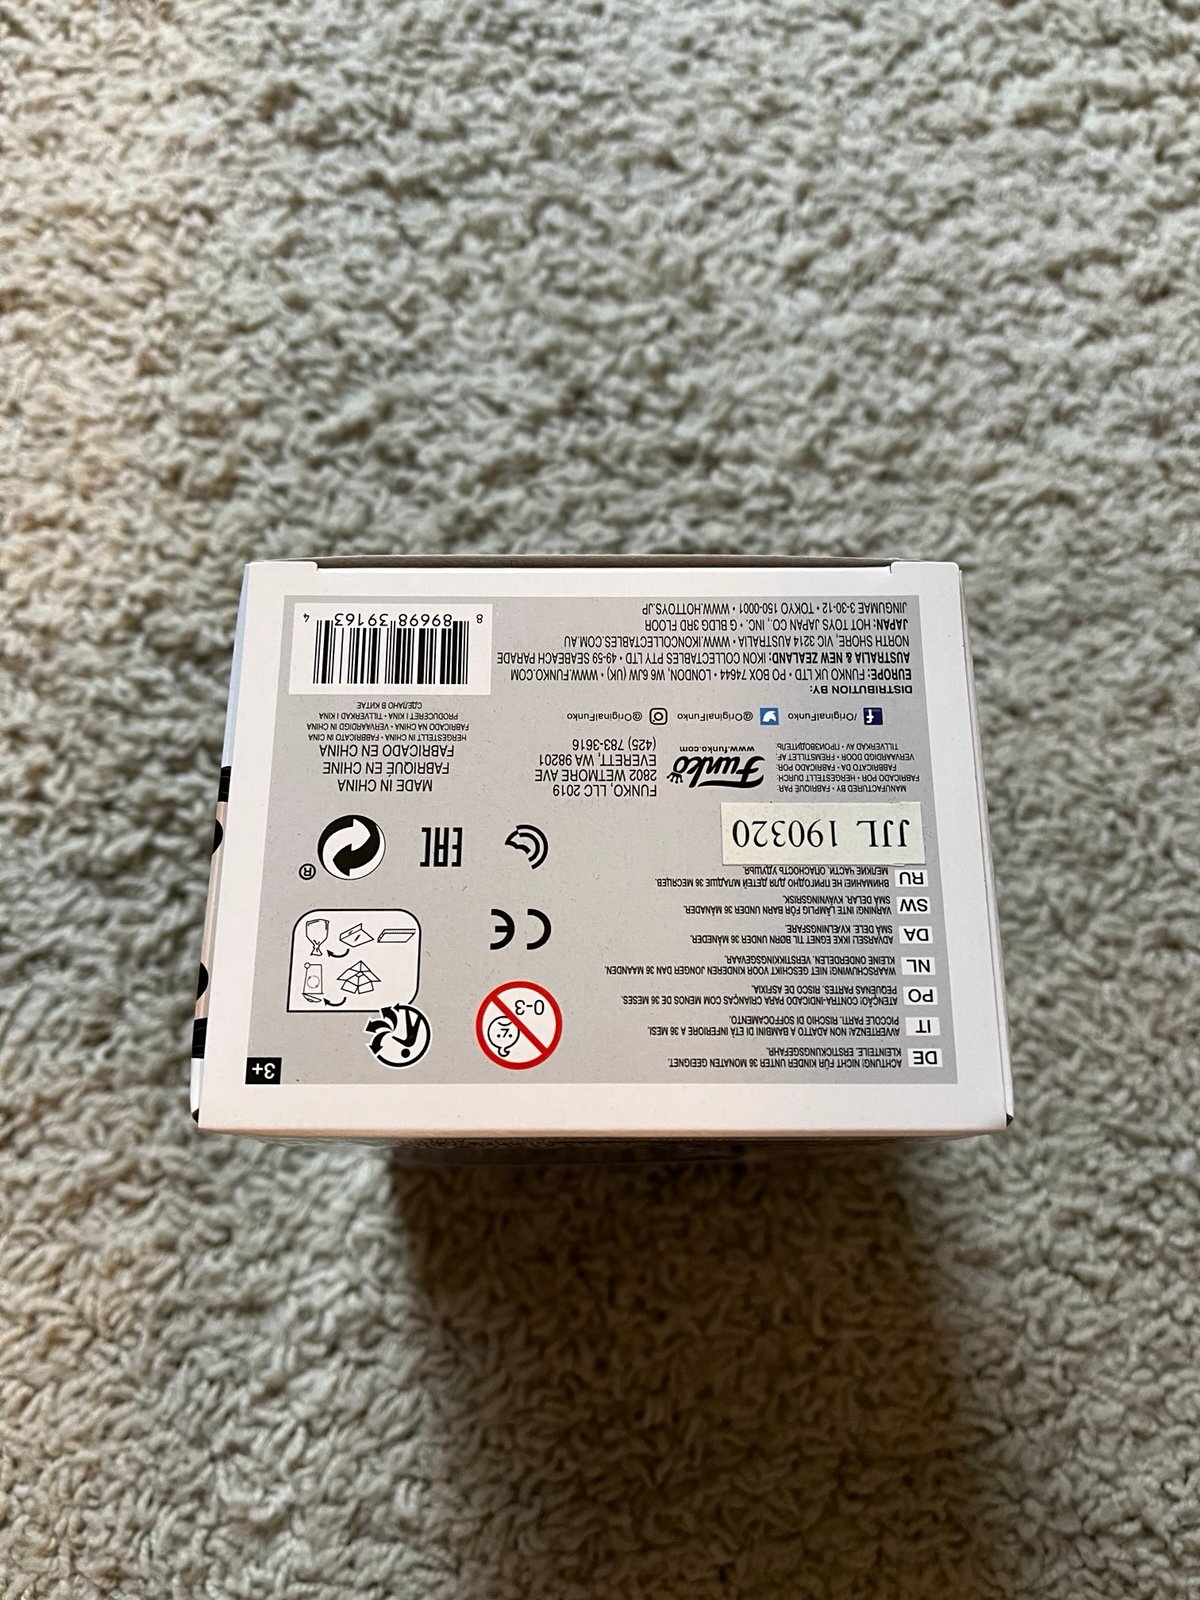 3+
DE ACHTUNG! NICHT FÜR KINDER UNTER 36 MONATEN GEEIGNET.
KLEINTEILE. ERSTICKUNGSGEFAHR.
IT AVVERTENZA! NON ADATTO A BAMBINI DI ETÀ INFERIORE A 36 MESI.
PICCOLE PARTI. RISCHIO DI SOFFOCAMENTO.
PO ATENÇÃO! CONTRA-INDICADO PARA CRIANÇAS COM MENOS DE 36 MESES.
PEQUENAS PARTES. RISCO DE ASFIXIA.
NL WAARSCHUWING! NIET GESCHIKT VOOR KINDEREN JONGER DAN 36 MAANDEN.
KLEINE ONDERDELEN. VERSTIKKINGSGEVAAR.
DA ADVARSEL! IKKE EGNET TIL BØRN UNDER 36 MÅNEDER.
SMÅ DELE. KVÆLNINGSFARE.
SW VARNING! INTE LÄMPLIG FÖR BARN UNDER 36 MÅNADER.
SMÅ DELAR. KVÄVNINGSRISK.
RU ВНИМАНИЕ! НЕ ПРИГОДНО ДЛЯ ДЕТЕЙ МЛАДШЕ 36 МЕСЯЦЕВ.
МЕЛКИЕ ЧАСТИ. ОПАСНОСТЬ УДУШЬЯ.
0-3
CE
EAC
®
JJL 190320
MANUFACTURED BY • FABRIQUÉ PAR:
FABRICADO POR • HERGESTELLT DURCH:
FABBRICATO DA • FABRICADO POR:
VERVAARDIGD DOOR • FREMSTILLET AF:
TILLVERKAD AV • ПРОИЗВОДИТЕЛЬ:
Funko
www.funko.com
FUNKO, LLC 2019
2802 WETMORE AVE
EVERETT, WA 98201
(425) 783-3616
MADE IN CHINA
FABRIQUÉ EN CHINE
FABRICADO EN CHINA
HERGESTELLT IN CHINA • FABBRICATO IN CINA
FABRICADO NA CHINA • VERVAARDIGD IN CHINA
PRODUCERET I KINA • TILLVERKAD I KINA
СДЕЛАНО В КИТАЕ
/OriginalFunko @OriginalFunko @OriginalFunko
DISTRIBUTION BY:
EUROPE: FUNKO UK LTD • PO BOX 74644 • LONDON, W6 6JW (UK) • WWW.FUNKO.COM
AUSTRALIA & NEW ZEALAND: IKON COLLECTABLES PTY LTD • 49-59 SEABEACH PARADE
NORTH SHORE, VIC 3214 AUSTRALIA • WWW.IKONCOLLECTABLES.COM.AU
JAPAN: HOT TOYS JAPAN CO., INC. • G BLDG 3RD FLOOR
JINGUMAE 3-30-12 • TOKYO 150-0001 • WWW.HOTTOYS.JP
8 89698 39163 4